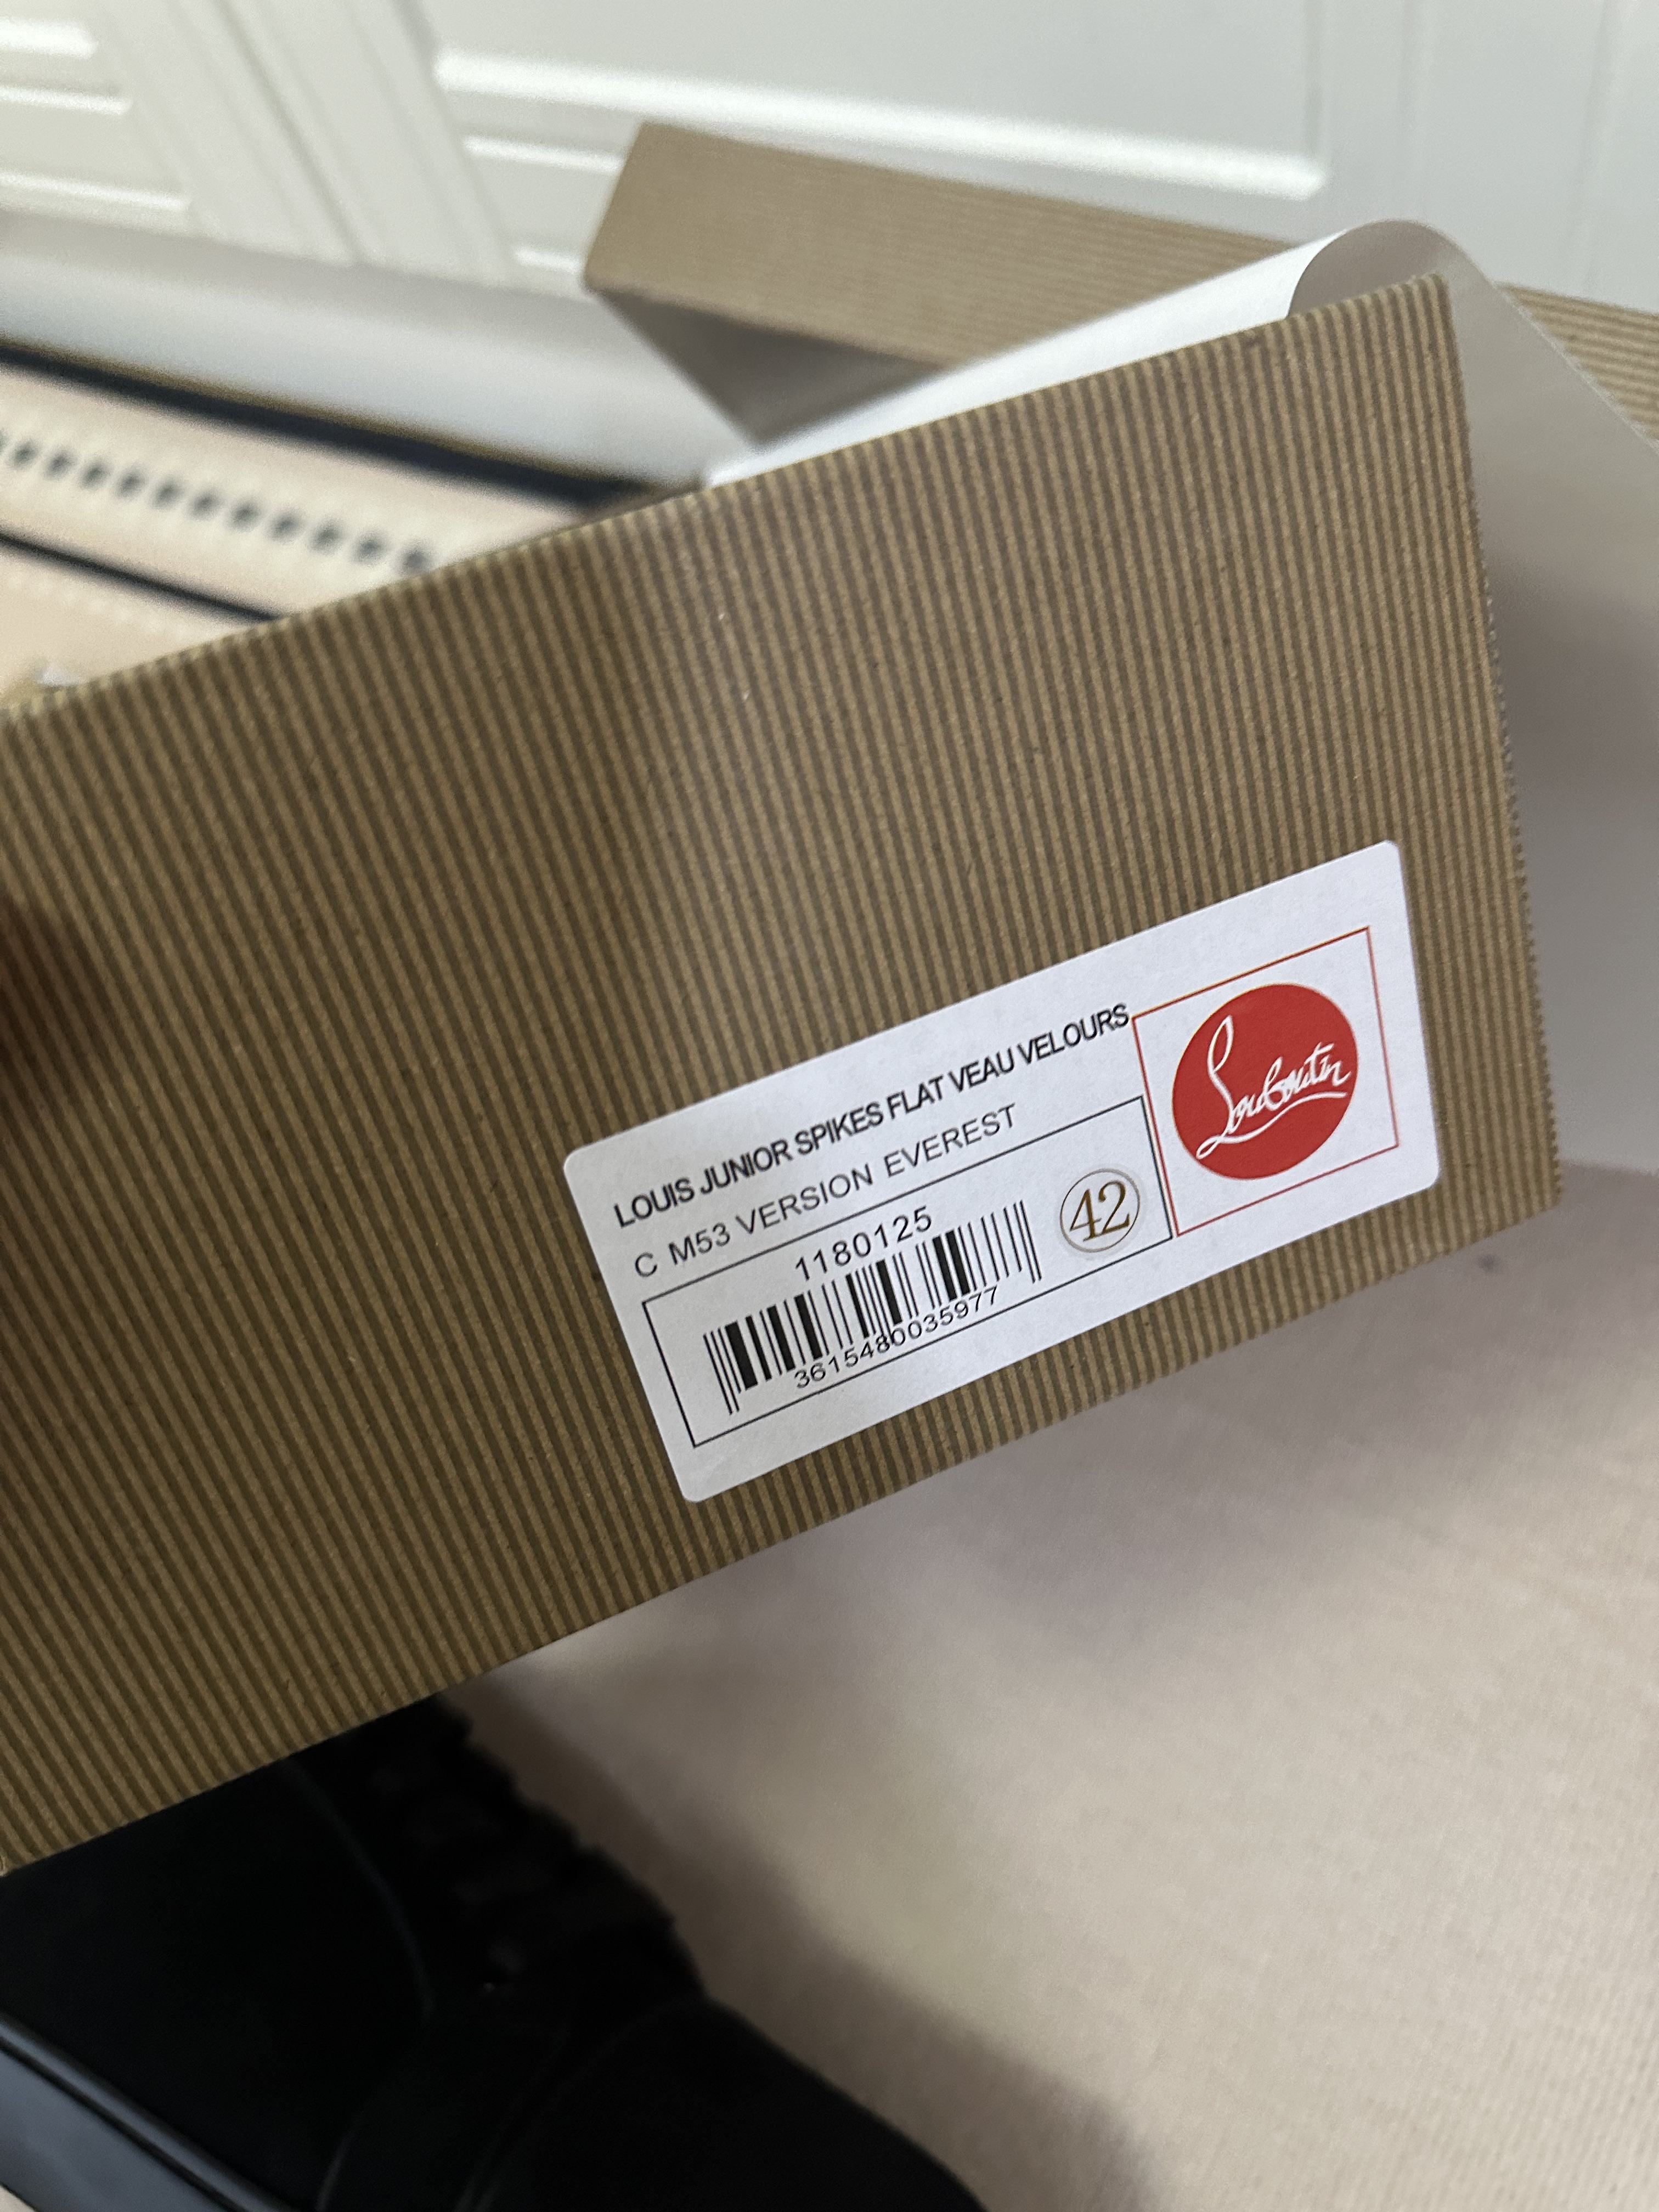 LOUIS JUNIOR SPIKES FLAT VEAU VELOURS
C M53 VERSION EVEREST
1180125
3615480035977
42
Louboutin